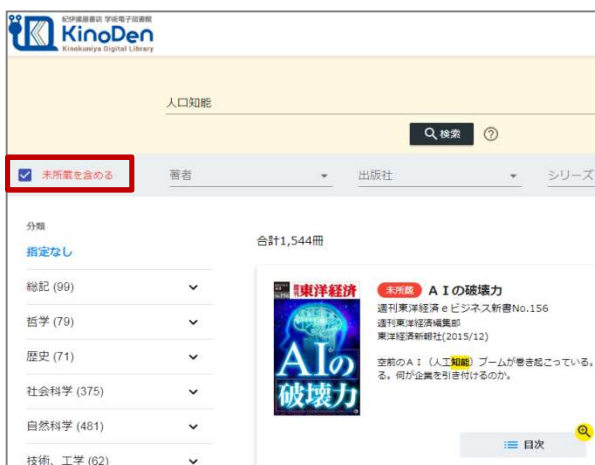 紀伊國屋書店 学術電子図書館
KinoDen
Kinokuniya Digital Library
人口知能
検索
未所蔵を含める
著者
出版社
シリーズ
分類
指定なし
合計1,544冊
総記 (99)
哲学 (79)
歴史 (71)
社会科学 (375)
自然科学 (481)
技術、工学 (62)
東洋経済
AIの
破壊力
未所蔵 ＡＩの破壊力
週刊東洋経済ｅビジネス新書No.156
週刊東洋経済編集部
東洋経済新報社(2015/12)
空前のＡＩ（人工知能）ブームが巻き起こっている。
る。何が企業を引き付けるのか。
目次